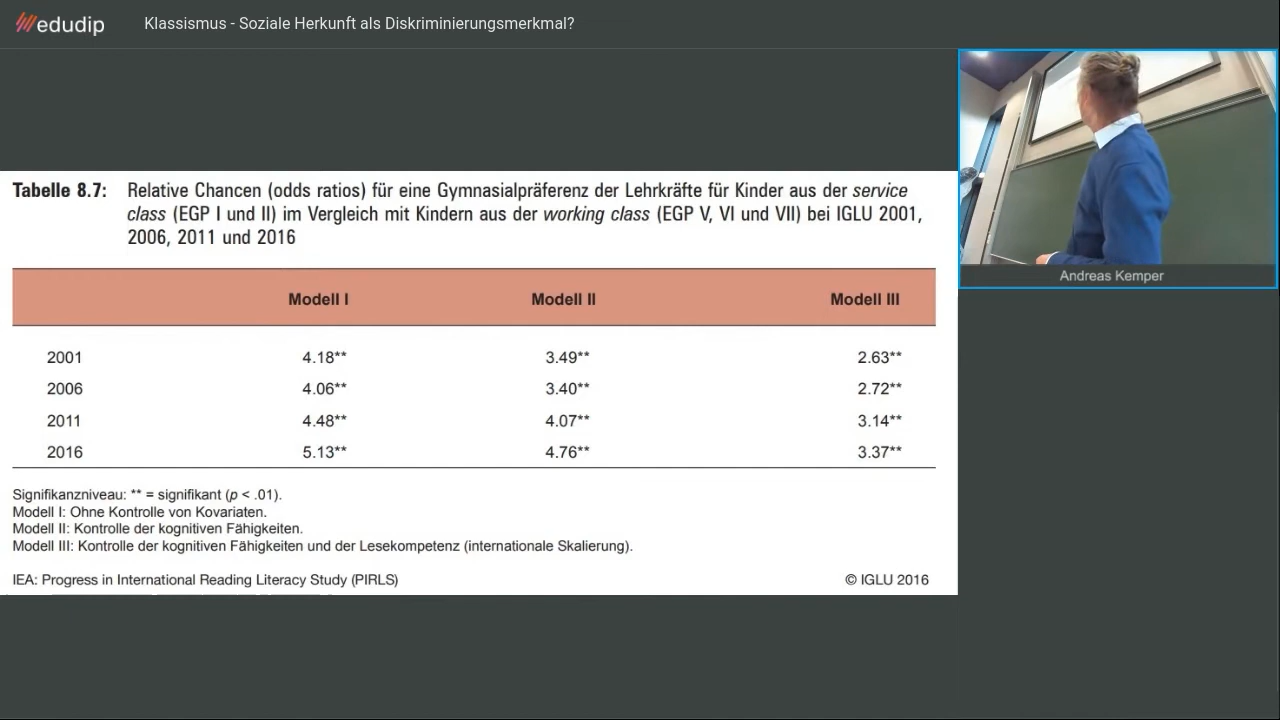 edudip
Klassismus - Soziale Herkunft als Diskriminierungsmerkmal?
Tabelle 8.7: Relative Chancen (odds ratios) für eine Gymnasialpräferenz der Lehrkräfte für Kinder aus der service
class (EGP I und II) im Vergleich mit Kindern aus der working class (EGP V, VI und VII) bei IGLU 2001,
2006, 2011 und 2016
Modell I Modell II Modell III
2001 4.18** 3.49** 2.63**
2006 4.06** 3.40** 2.72**
2011 4.48** 4.07** 3.14**
2016 5.13** 4.76** 3.37**
Signifikanzniveau: ** = signifikant (p < .01).
Modell I: Ohne Kontrolle von Kovariaten.
Modell II: Kontrolle der kognitiven Fähigkeiten.
Modell III: Kontrolle der kognitiven Fähigkeiten und der Lesekompetenz (internationale Skalierung).
IEA: Progress in International Reading Literacy Study (PIRLS) © IGLU 2016
Andreas Kemper